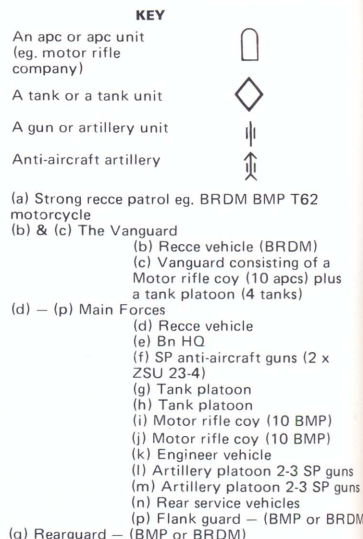 KEY
An apc or apc unit
(eg. motor rifle
company)
A tank or a tank unit
A gun or artillery unit
Anti-aircraft artillery
(a) Strong recce patrol eg. BRDM BMP T62
motorcycle
(b) & (c) The Vanguard
(b) Recce vehicle (BRDM)
(c) Vanguard consisting of a
Motor rifle coy (10 apcs) plus
a tank platoon (4 tanks)
(d) – (p) Main Forces
(d) Recce vehicle
(e) Bn HQ
(f) SP anti-aircraft guns (2 x
ZSU 23-4)
(g) Tank platoon
(h) Tank platoon
(i) Motor rifle coy (10 BMP)
(j) Motor rifle coy (10 BMP)
(k) Engineer vehicle
(l) Artillery platoon 2-3 SP guns
(m) Artillery platoon 2-3 SP guns
(n) Rear service vehicles
(p) Flank guard – (BMP or BRDM
(q) Rearguard – (BMP or BRDM)